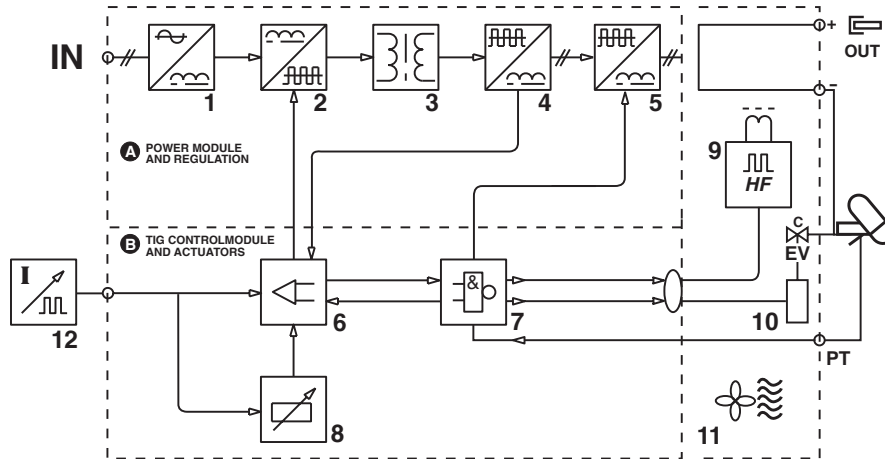 +
OUT
IN
-
1
2
3
4
5
A POWER MODULE
AND REGULATION
9
HF
B TIG CONTROLMODULE
AND ACTUATORS
C
EV
I
&
6
7
10
12
PT
8
11